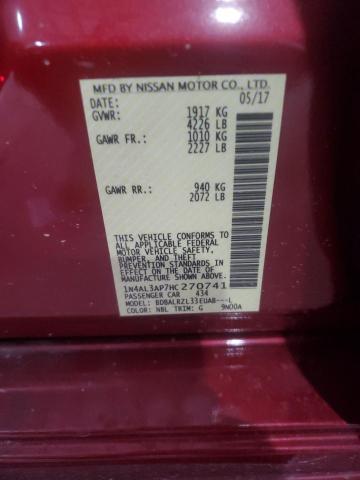 MFD BY NISSAN MOTOR CO., LTD.
DATE: 05/17
GVWR: 1917 KG
4226 LB
GAWR FR.: 1010 KG
2227 LB
GAWR RR.: 940 KG
2072 LB
THIS VEHICLE CONFORMS TO
ALL APPLICABLE FEDERAL
MOTOR VEHICLE SAFETY,
BUMPER, AND THEFT
PREVENTION STANDARDS IN
EFFECT ON THE DATE OF
MANUFACTURE SHOWN ABOVE.
1N4AL3AP7HC270741
PASSENGER CAR 434
MODEL: BDBALRZL33EUAB---L
COLOR: NBL TRIM: G 9N00A